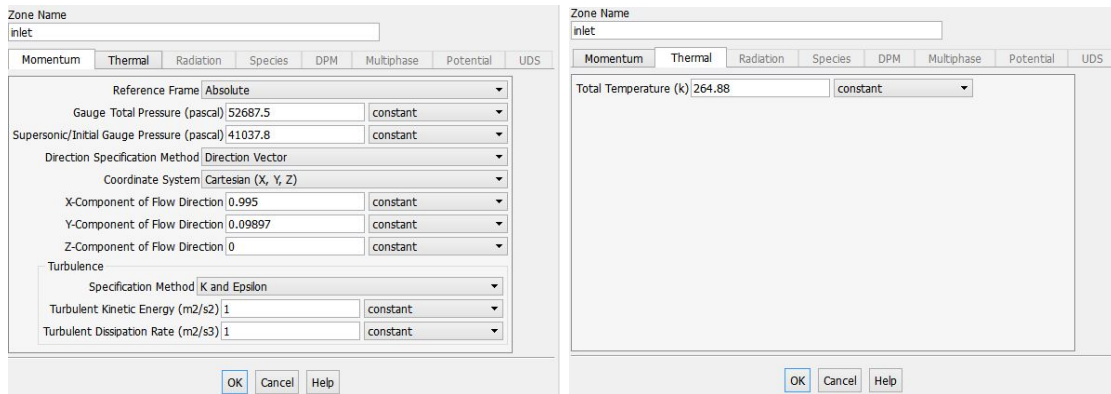 Zone Name
inlet
Momentum Thermal Radiation Species DPM Multiphase Potential UDS
Reference Frame Absolute
Gauge Total Pressure (pascal) 52687.5 constant
Supersonic/Initial Gauge Pressure (pascal) 41037.8 constant
Direction Specification Method Direction Vector
Coordinate System Cartesian (X, Y, Z)
X-Component of Flow Direction 0.995 constant
Y-Component of Flow Direction 0.09897 constant
Z-Component of Flow Direction 0 constant
Turbulence
Specification Method K and Epsilon
Turbulent Kinetic Energy (m2/s2) 1 constant
Turbulent Dissipation Rate (m2/s3) 1 constant
OK Cancel Help
Zone Name
inlet
Momentum Thermal Radiation Species DPM Multiphase Potential UDS
Total Temperature (k) 264.88 constant
OK Cancel Help